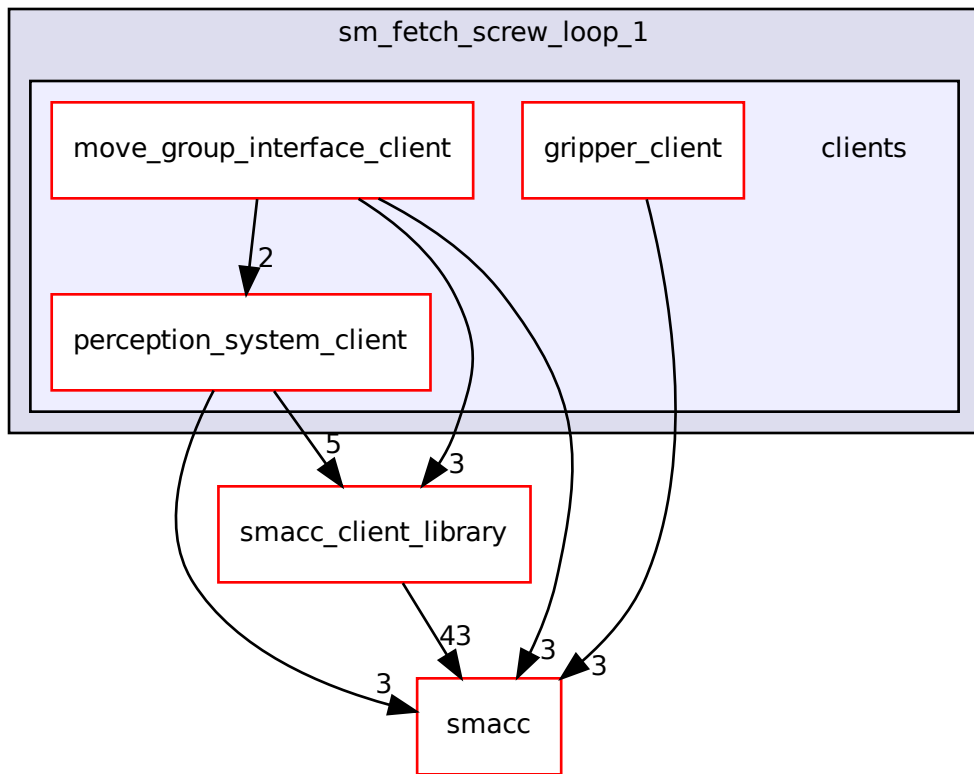 sm_fetch_screw_loop_1
move_group_interface_client
gripper_client
clients
2
perception_system_client
5
3
smacc_client_library
43
3
3
3
smacc